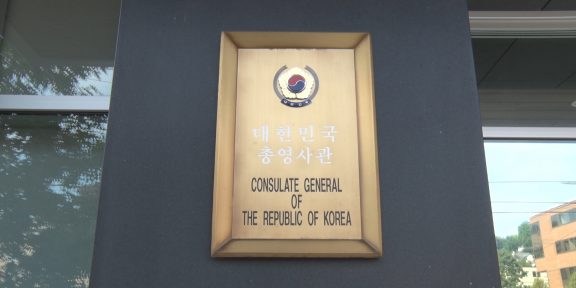 대한민국
총영사관
CONSULATE GENERAL
OF
THE REPUBLIC OF KOREA